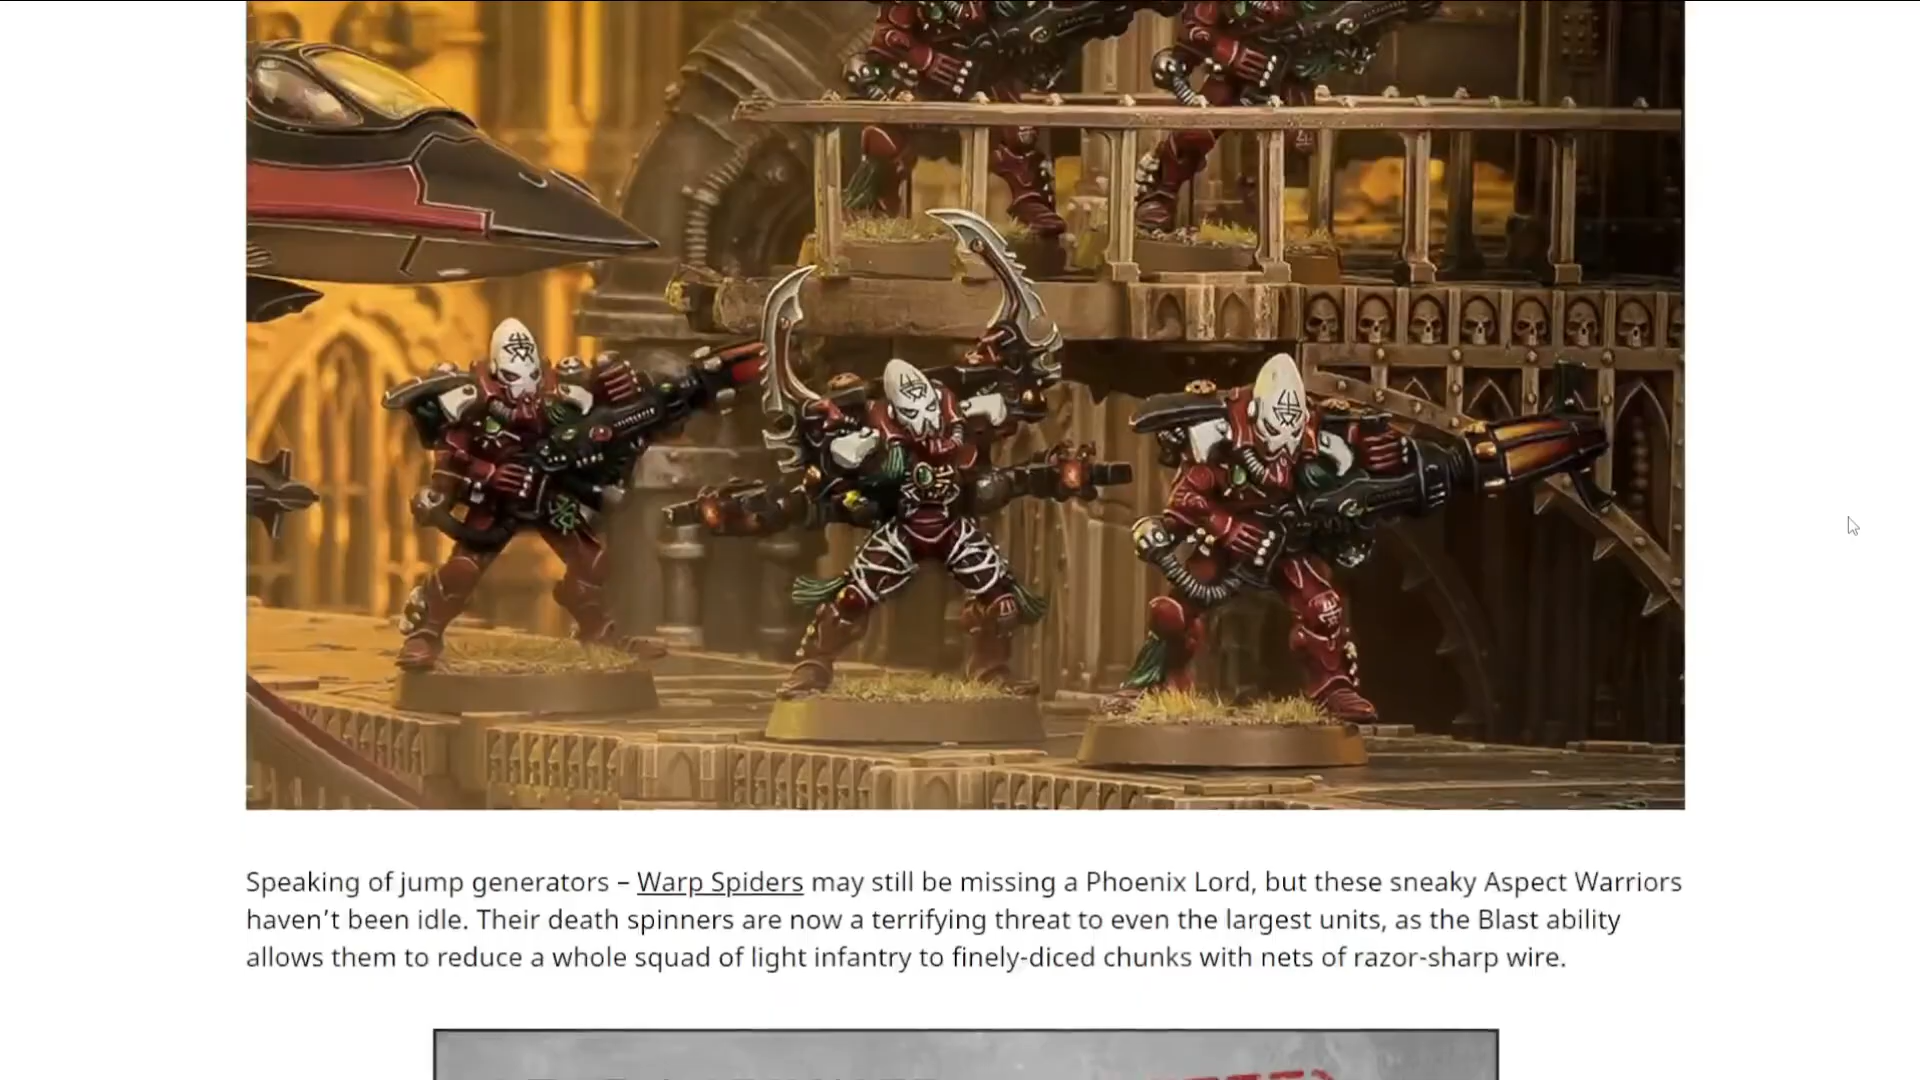 Speaking of jump generators – Warp Spiders may still be missing a Phoenix Lord, but these sneaky Aspect Warriors
haven’t been idle. Their death spinners are now a terrifying threat to even the largest units, as the Blast ability
allows them to reduce a whole squad of light infantry to finely-diced chunks with nets of razor-sharp wire.